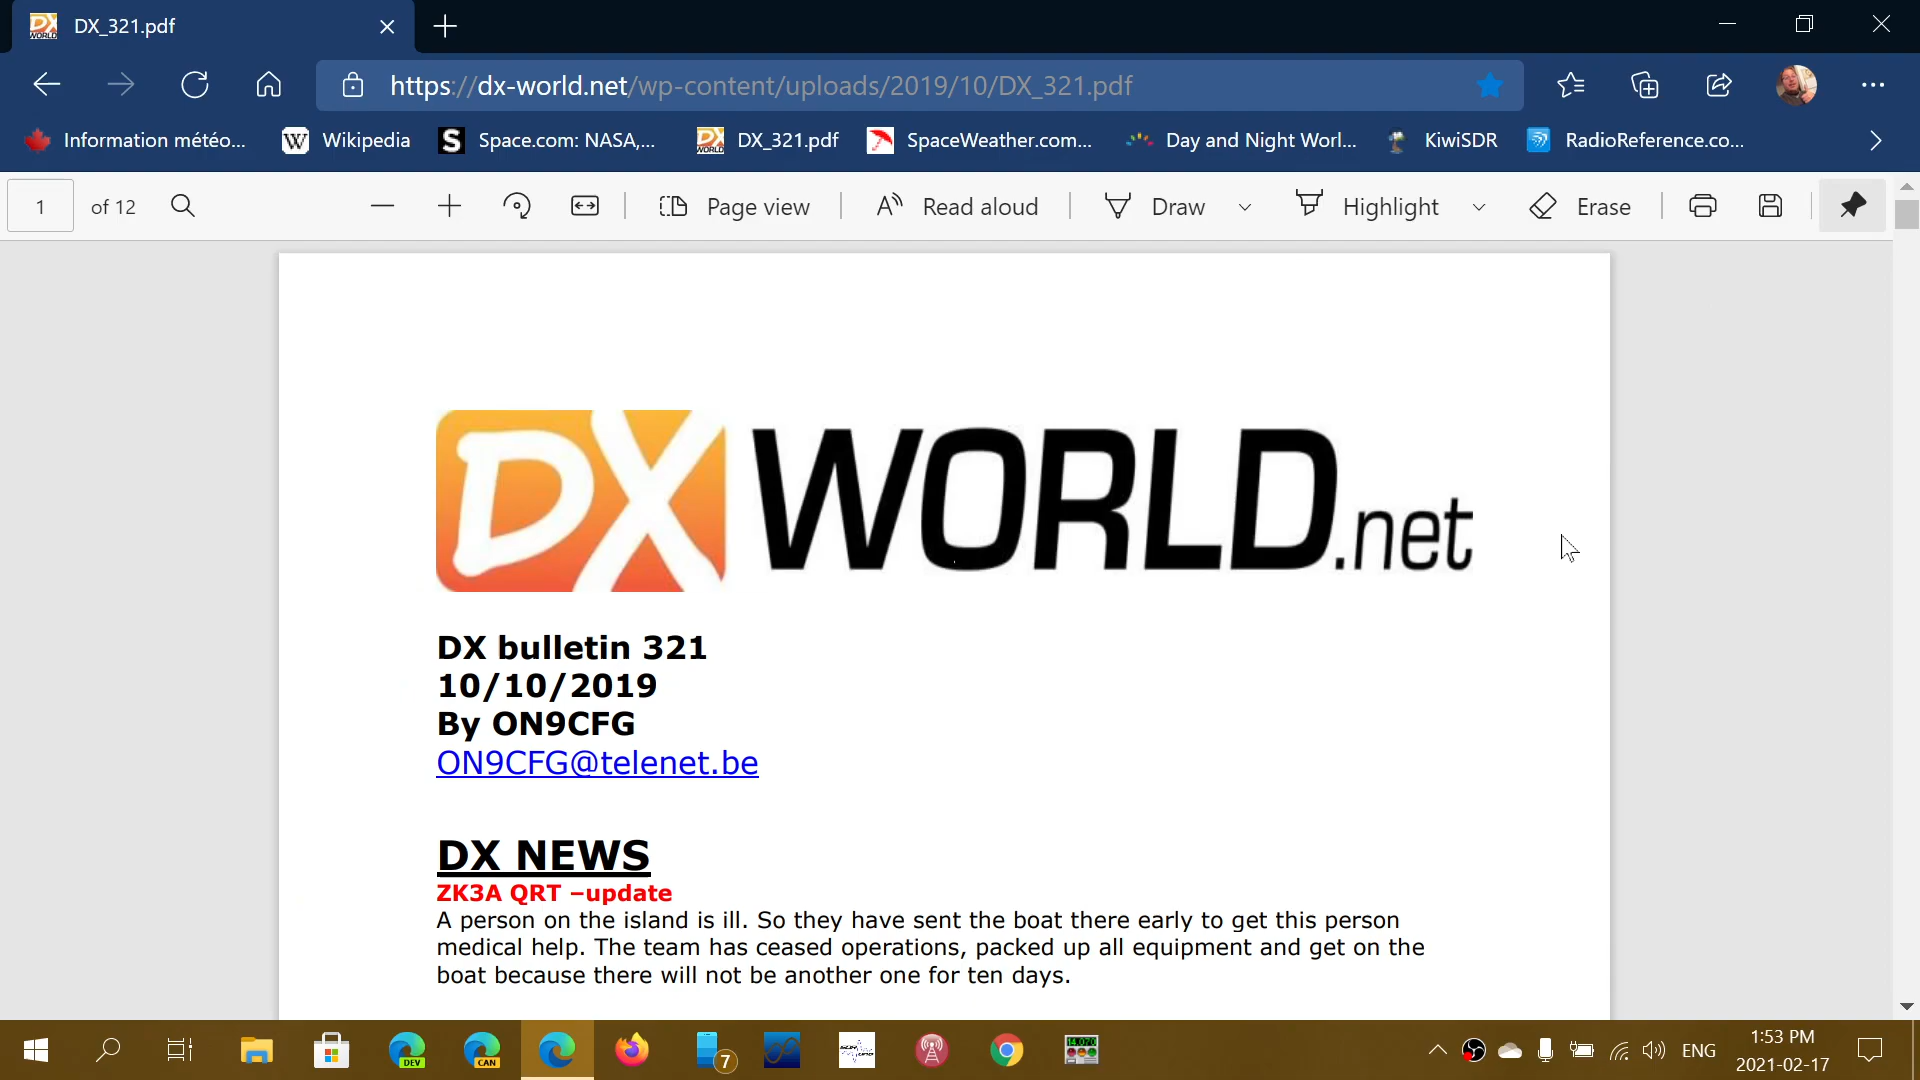 DX_321.pdf
https://dx-world.net/wp-content/uploads/2019/10/DX_321.pdf
Information météo... Wikipedia Space.com: NASA,... DX_321.pdf SpaceWeather.com... Day and Night Worl... KiwiSDR RadioReference.co...
1 of 12 Page view Read aloud Draw Highlight Erase
DX WORLD.net
DX bulletin 321
10/10/2019
By ON9CFG
ON9CFG@telenet.be
DX NEWS
ZK3A QRT –update
A person on the island is ill. So they have sent the boat there early to get this person
medical help. The team has ceased operations, packed up all equipment and get on the
boat because there will not be another one for ten days.
DEV CAN 7 14.070 ENG 1:53 PM
2021-02-17